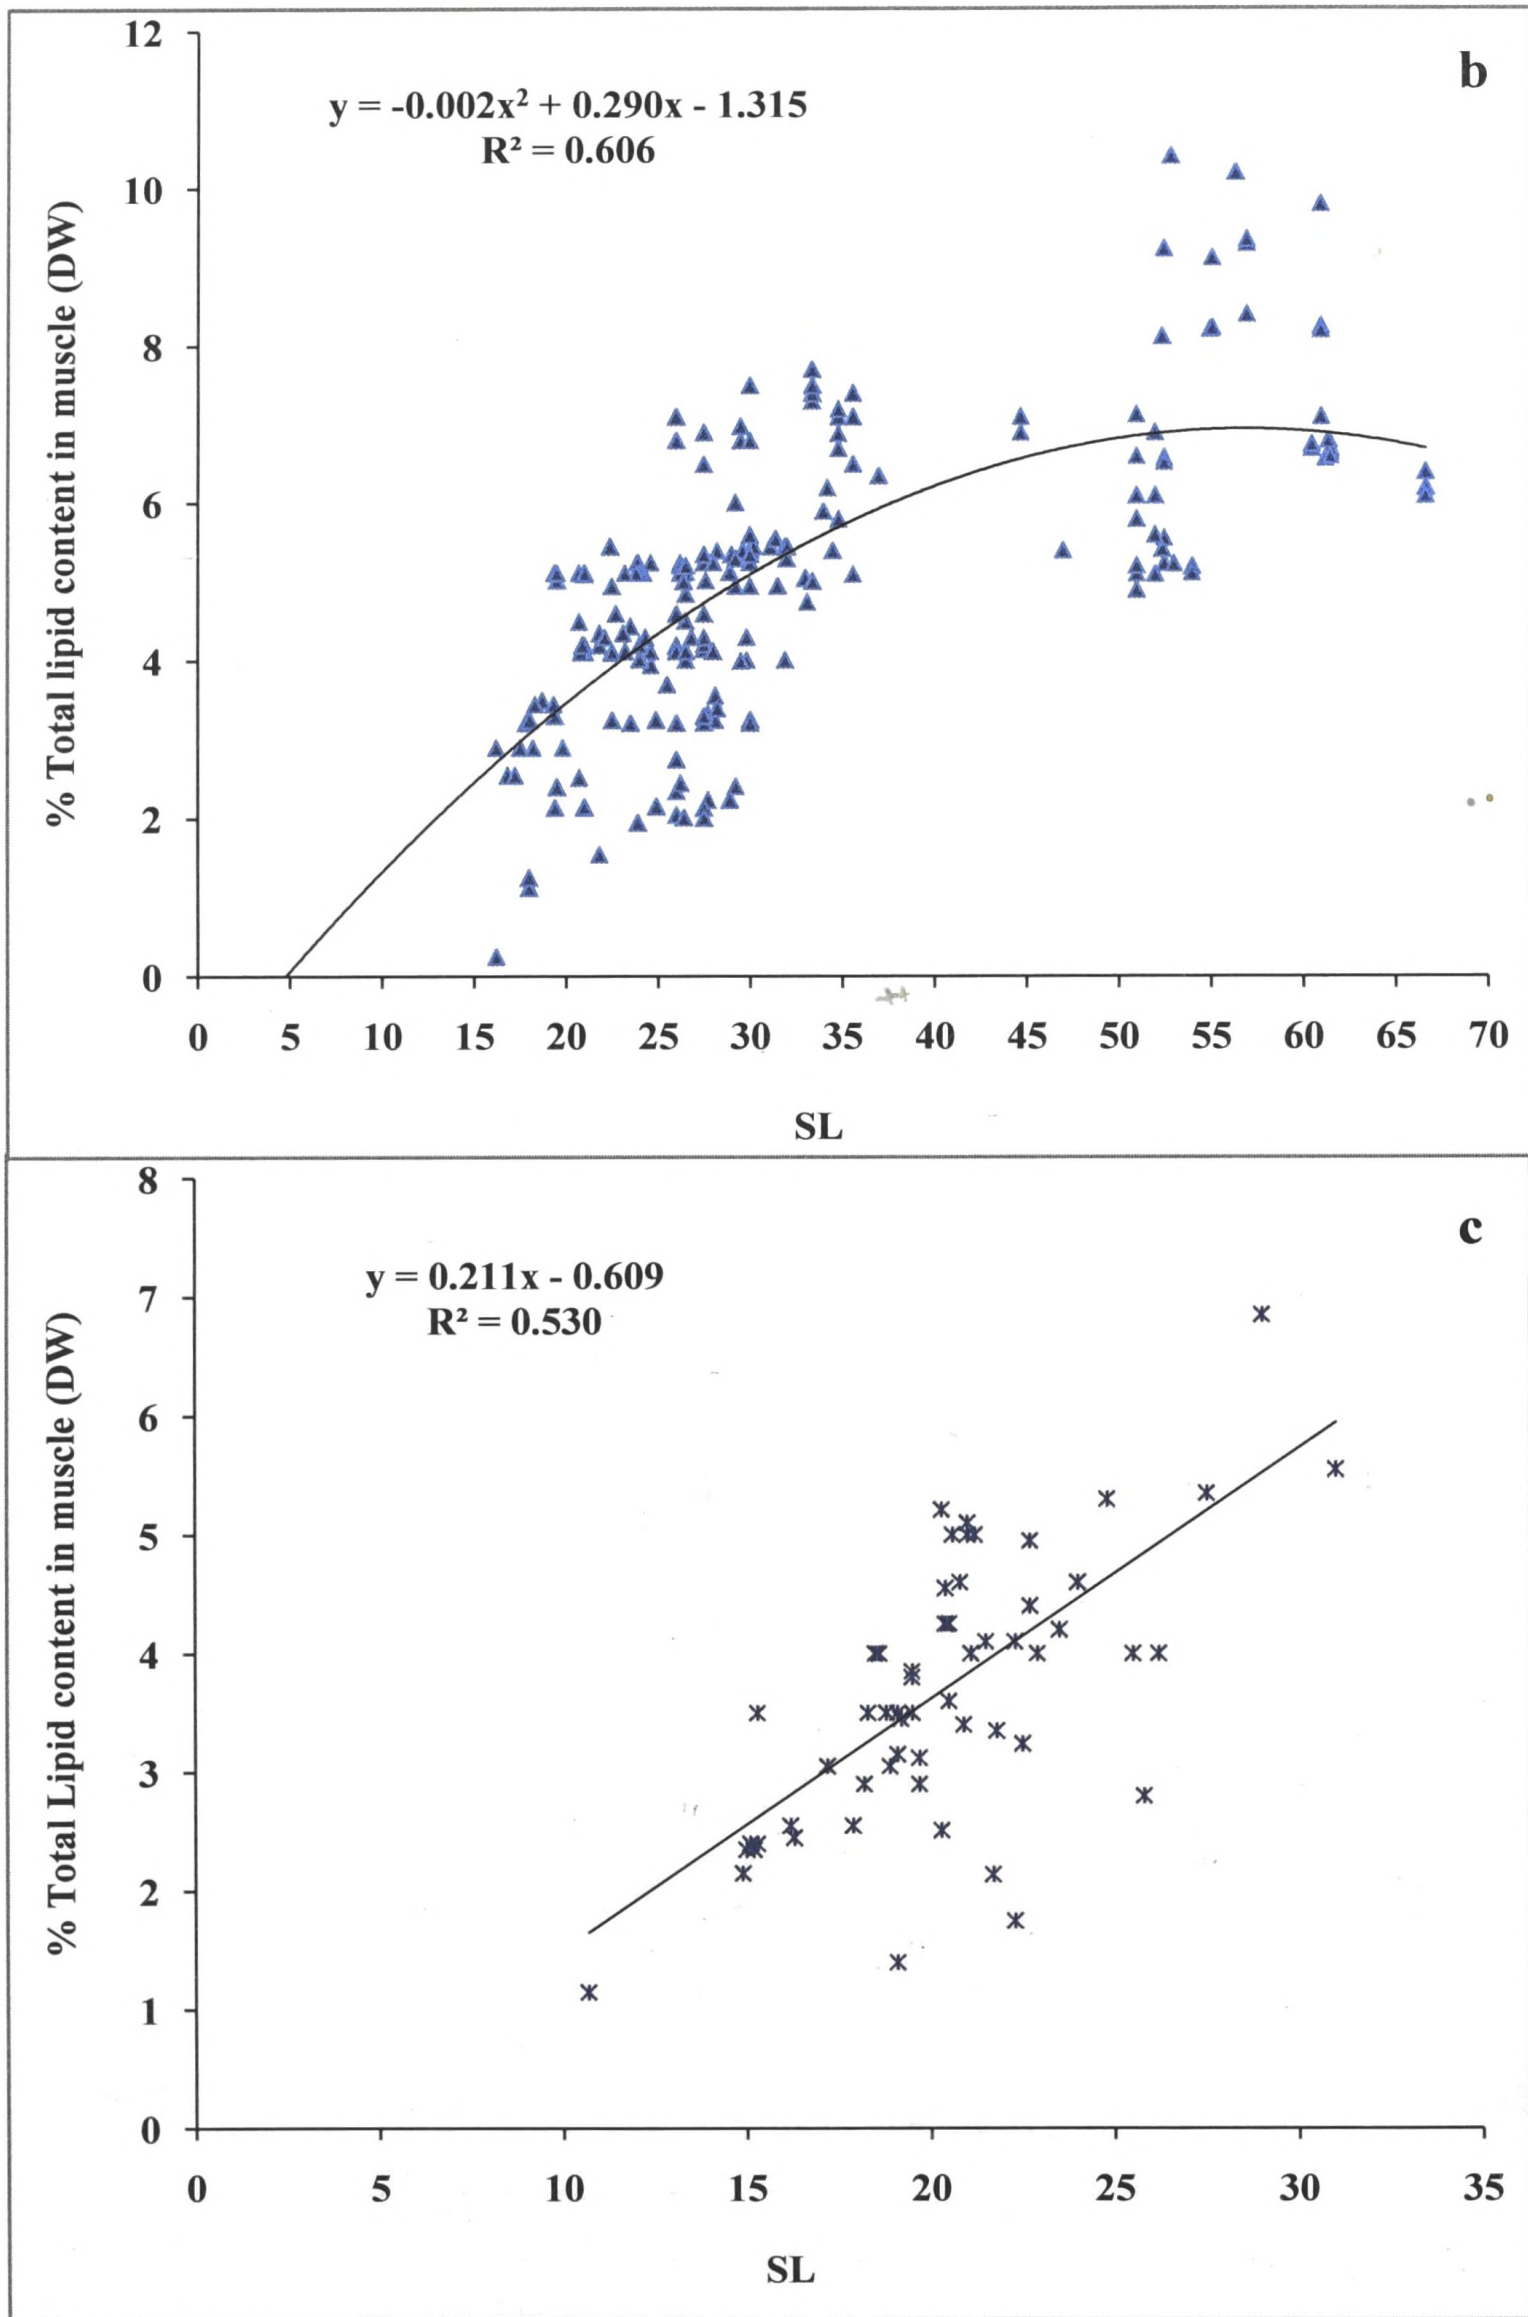 b
y = -0.002x² + 0.290x - 1.315
R² = 0.606
% Total lipid content in muscle (DW)
12
10
8
6
4
2
0
0 5 10 15 20 25 30 35 40 45 50 55 60 65 70
SL
c
y = 0.211x - 0.609
R² = 0.530
% Total Lipid content in muscle (DW)
8
7
6
5
4
3
2
1
0
0 5 10 15 20 25 30 35
SL